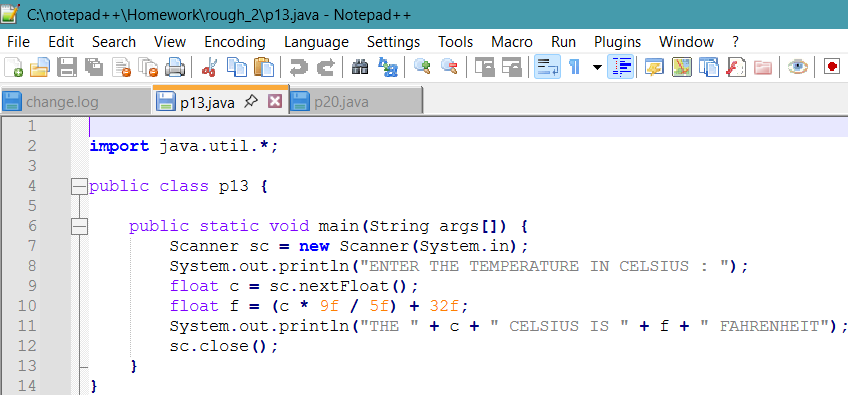 C:\notepad++\Homework\rough_2\p13.java - Notepad++
File Edit Search View Encoding Language Settings Tools Macro Run Plugins Window ?
change.log p13.java p20.java
1
2 import java.util.*;
3
4 public class p13 {
5
6 public static void main(String args[]) {
7 Scanner sc = new Scanner(System.in);
8 System.out.println("ENTER THE TEMPERATURE IN CELSIUS : ");
9 float c = sc.nextFloat();
10 float f = (c * 9f / 5f) + 32f;
11 System.out.println("THE " + c + " CELSIUS IS " + f + " FAHRENHEIT");
12 sc.close();
13 }
14 }